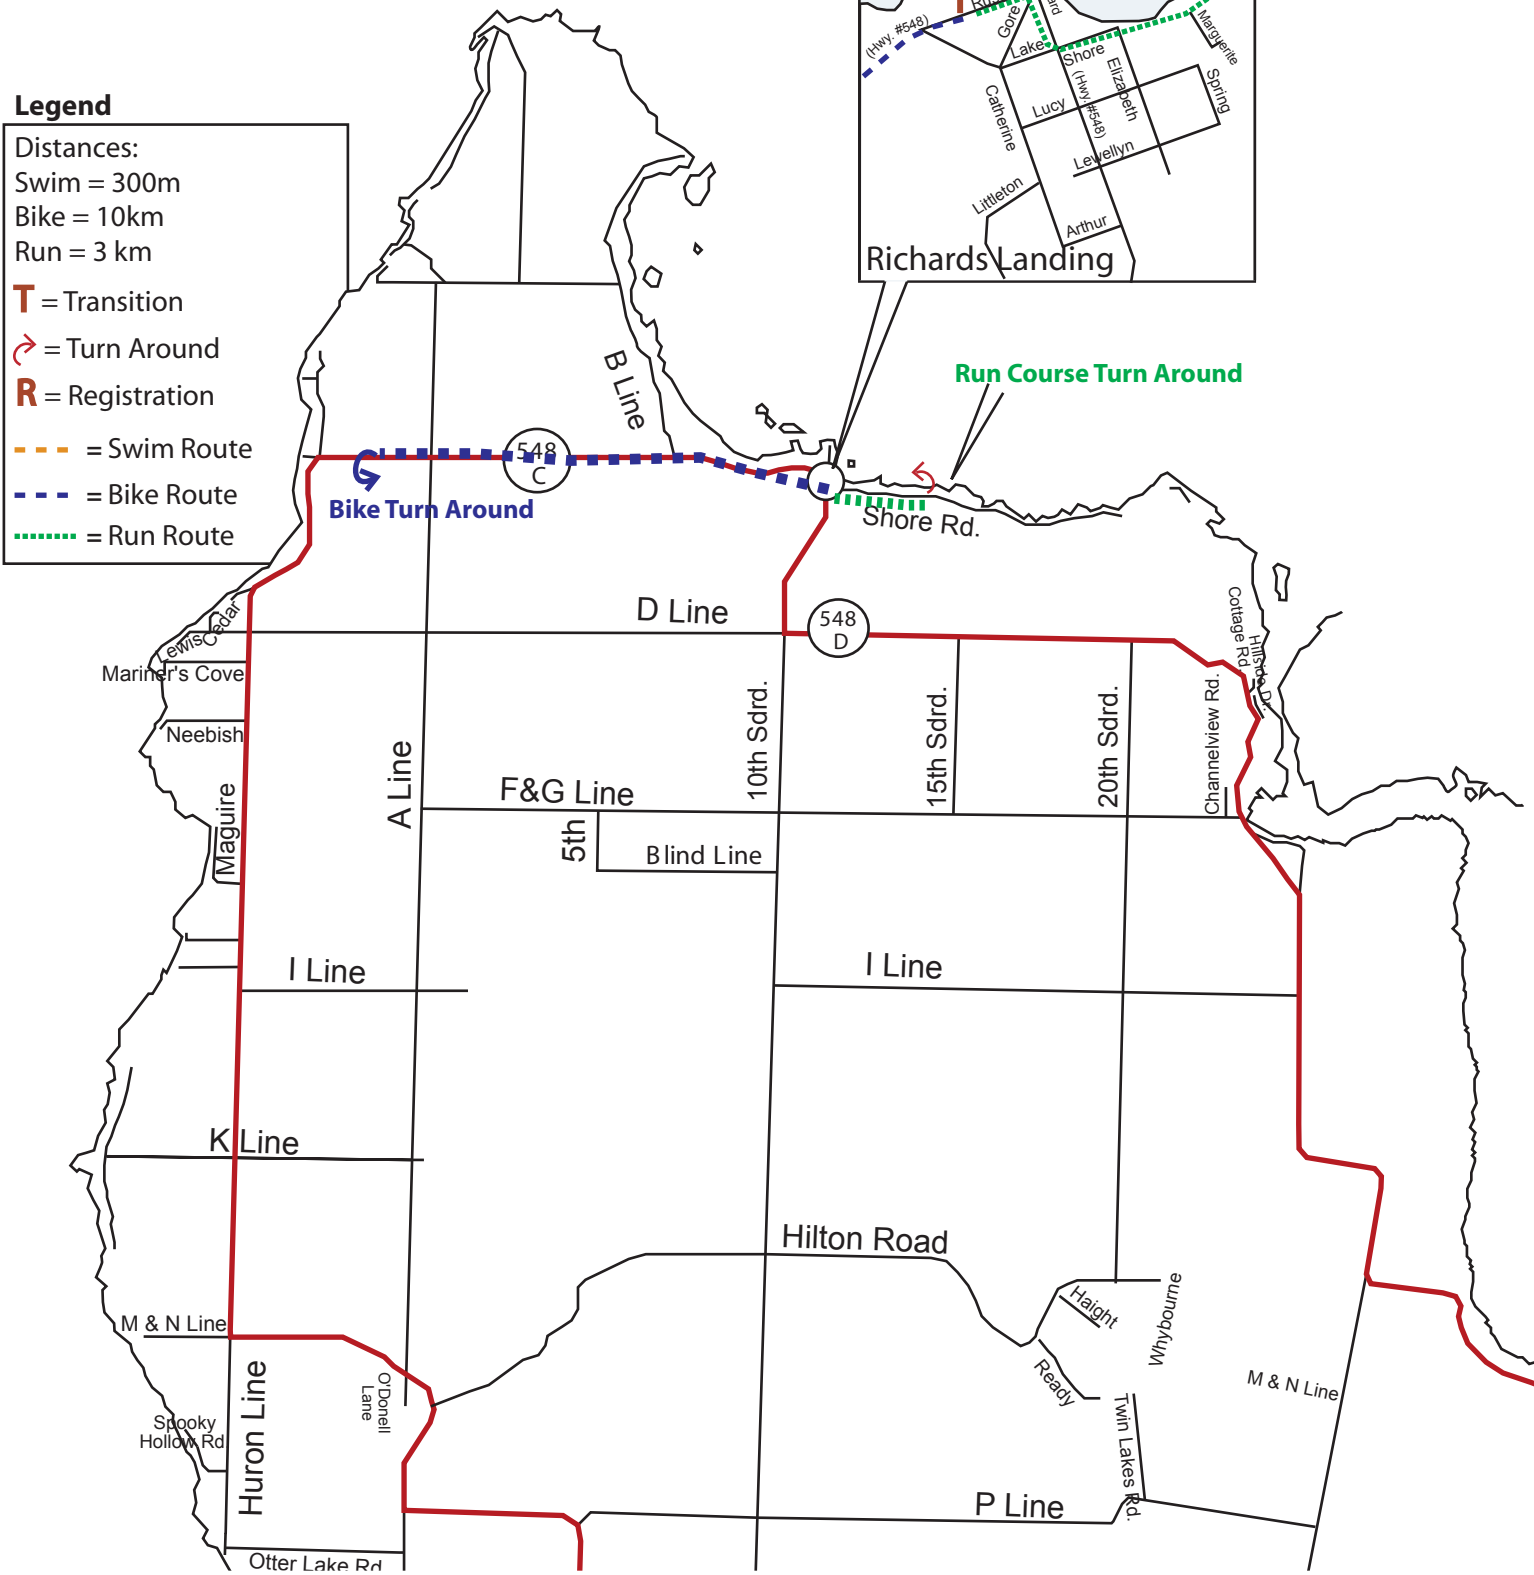 Legend
Distances:
Swim = 300m
Bike = 10km
Run = 3 km
T = Transition
= Turn Around
R = Registration
= Swim Route
= Bike Route
= Run Route
(Hwy. #548)
Gore
Lake
Shore
Marguerite
Elizabeth
Spring
(Hwy. #548)
Catherine
Lucy
Lewellyn
Littleton
Arthur
Richards Landing
B Line
Run Course Turn Around
548
C
Bike Turn Around
Shore Rd.
D Line
548
D
Cottage Rd.
Hillside Dr.
Lewis
Cedar
Mariner's Cove
Neebish
Maguire
A Line
F&G Line
5th
Blind Line
10th Sdrd.
15th Sdrd.
20th Sdrd.
Channelview Rd.
I Line
I Line
K Line
Hilton Road
Haight
Whybourne
Ready
M & N Line
M & N Line
Huron Line
O'Donell
Lane
Spooky
Hollow Rd
Twin Lakes Rd.
P Line
Otter Lake Rd